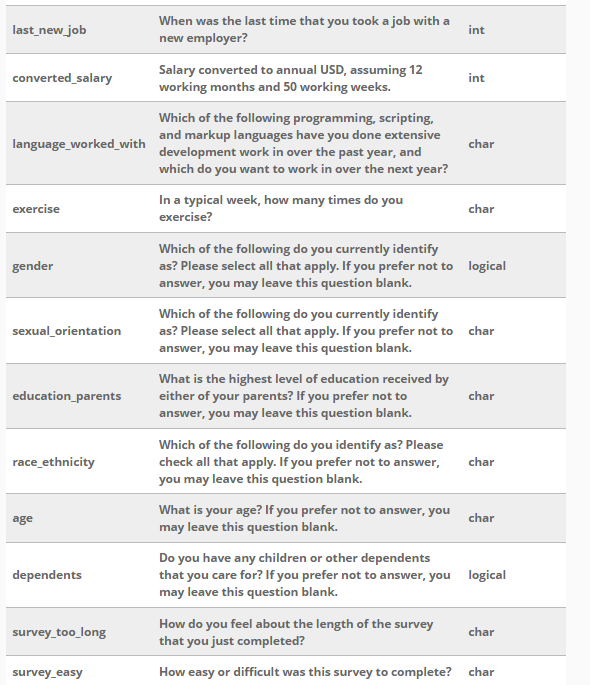 last_new_job
When was the last time that you took a job with a
new employer?
int
converted_salary
Salary converted to annual USD, assuming 12
working months and 50 working weeks.
int
language_worked_with
Which of the following programming, scripting,
and markup languages have you done extensive
development work in over the past year, and
which do you want to work in over the next year?
char
exercise
In a typical week, how many times do you
exercise?
char
gender
Which of the following do you currently identify
as? Please select all that apply. If you prefer not to
answer, you may leave this question blank.
logical
sexual_orientation
Which of the following do you currently identify
as? Please select all that apply. If you prefer not to
answer, you may leave this question blank.
char
education_parents
What is the highest level of education received by
either of your parents? If you prefer not to
answer, you may leave this question blank.
char
race_ethnicity
Which of the following do you identify as? Please
check all that apply. If you prefer not to answer,
you may leave this question blank.
char
age
What is your age? If you prefer not to answer, you
may leave this question blank.
char
dependents
Do you have any children or other dependents
that you care for? If you prefer not to answer, you
may leave this question blank.
logical
survey_too_long
How do you feel about the length of the survey
that you just completed?
char
survey_easy
How easy or difficult was this survey to complete?
char